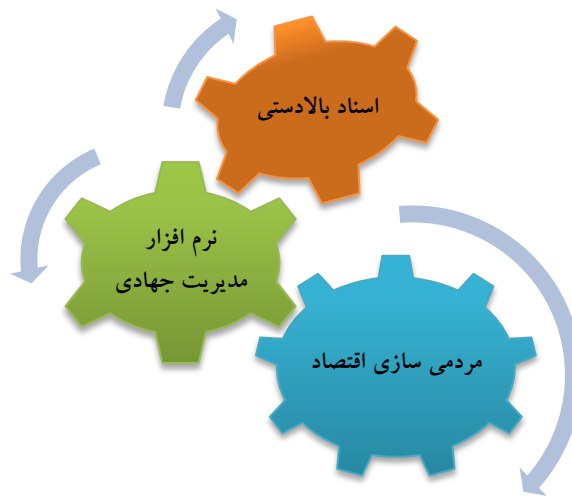 اسناد بالادستی
نرم افزار
مدیریت جهادی
مردمی سازی اقتصاد